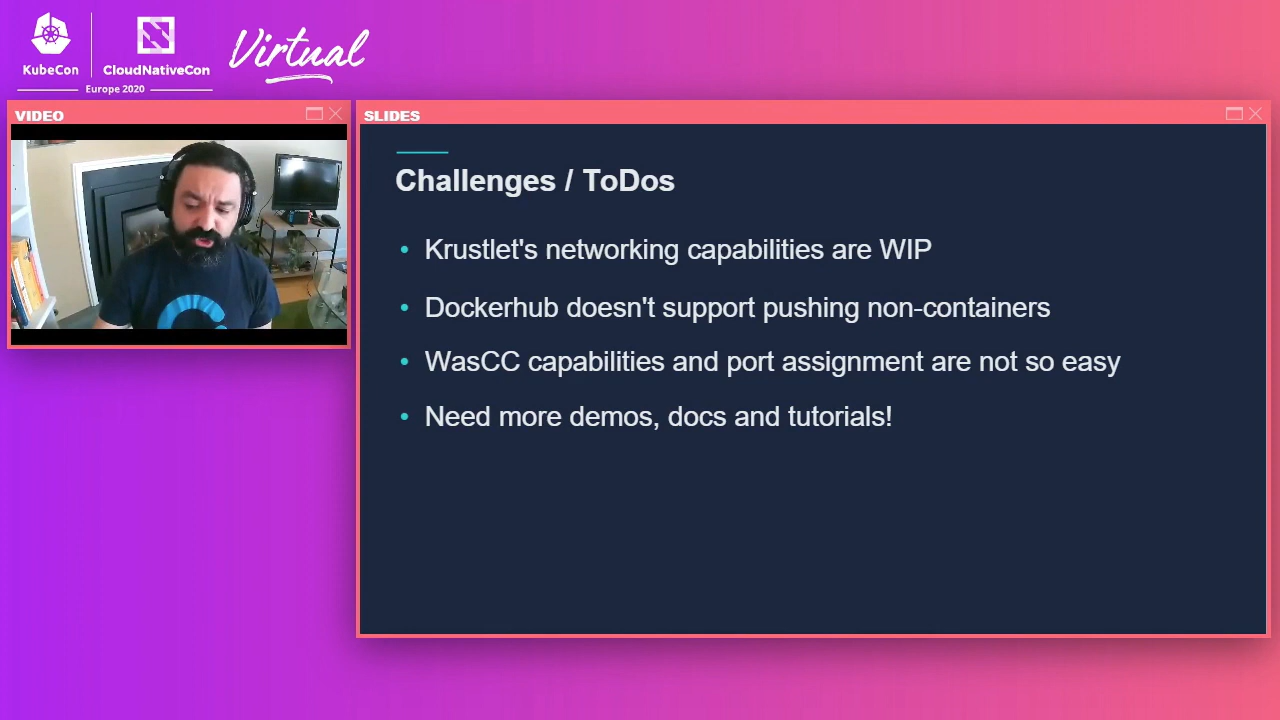 KubeCon
CloudNativeCon
Europe 2020
Virtual
VIDEO
SLIDES
Challenges / ToDos
• Krustlet's networking capabilities are WIP
• Dockerhub doesn't support pushing non-containers
• WasCC capabilities and port assignment are not so easy
• Need more demos, docs and tutorials!